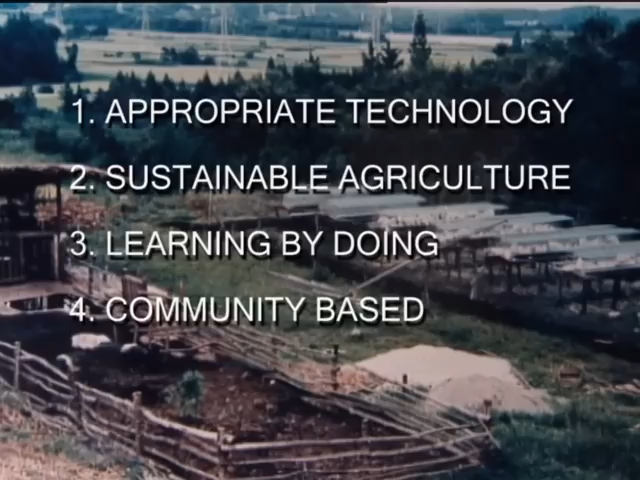 1. APPROPRIATE TECHNOLOGY
2. SUSTAINABLE AGRICULTURE
3. LEARNING BY DOING
4. COMMUNITY BASED